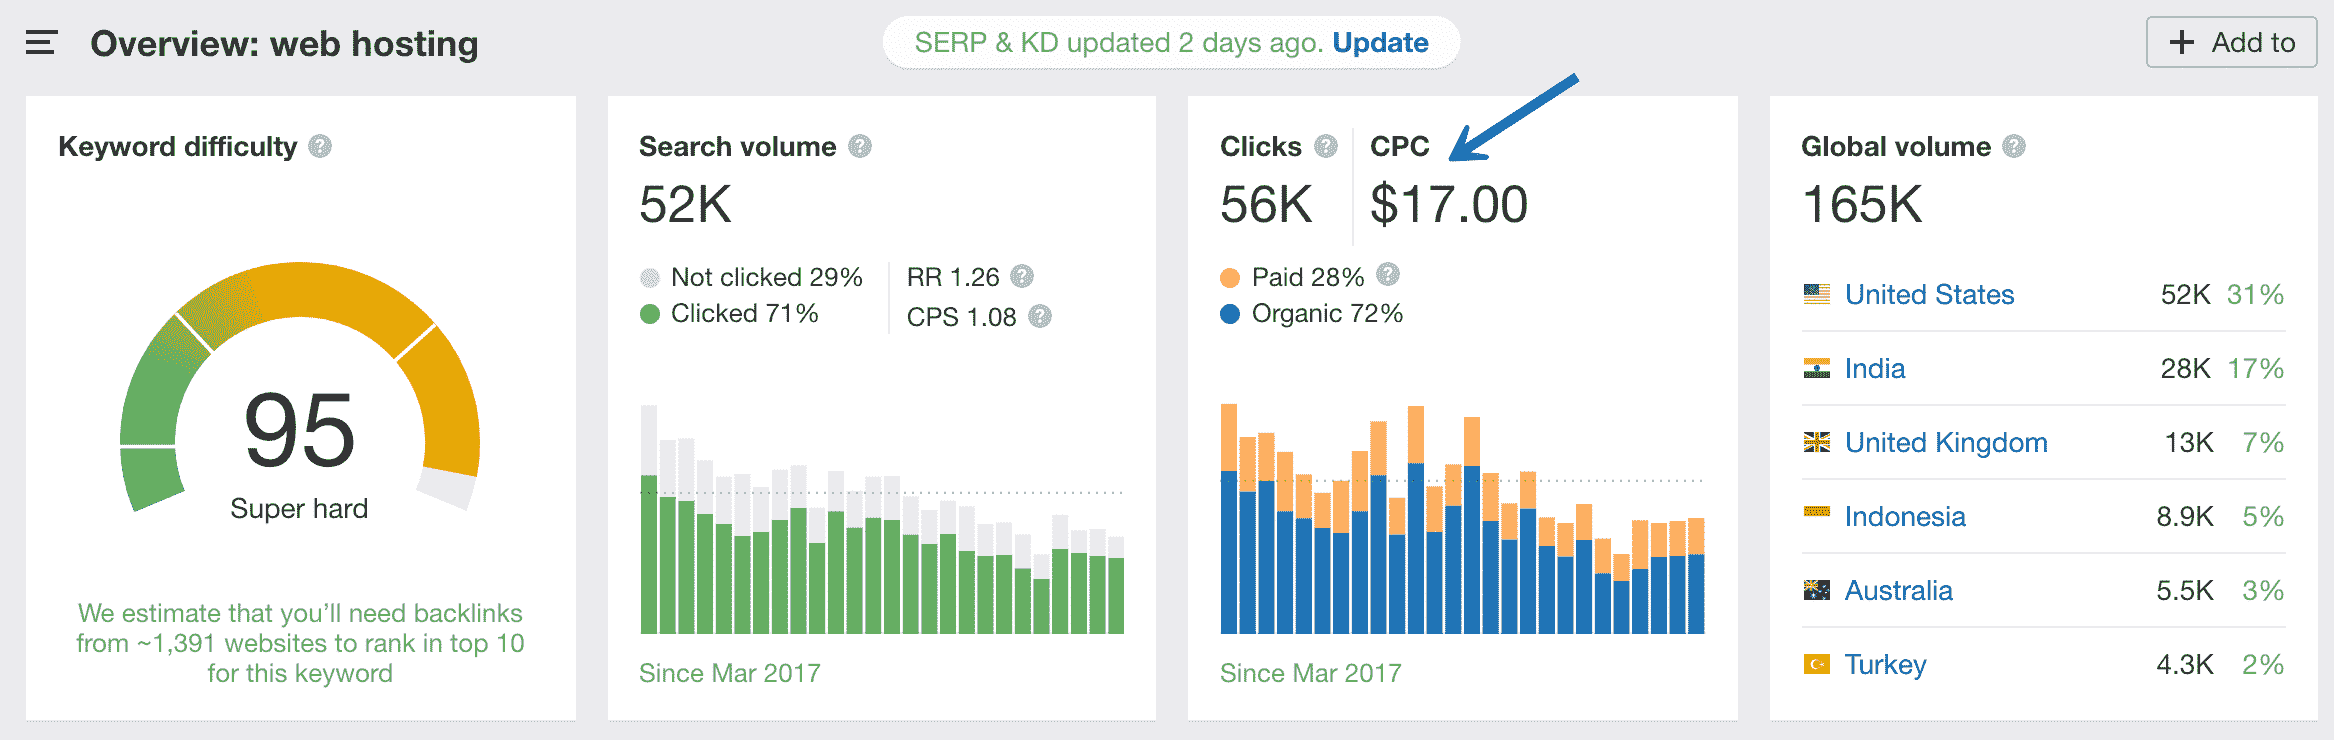 Overview: web hosting
SERP & KD updated 2 days ago. Update
+ Add to
Keyword difficulty ?
95
Super hard
We estimate that you'll need backlinks
from ~1,391 websites to rank in top 10
for this keyword
Search volume ?
52K
Not clicked 29%
Clicked 71%
RR 1.26 ?
CPS 1.08 ?
Since Mar 2017
Clicks ?
56K
CPC
$17.00
Paid 28% ?
Organic 72%
Since Mar 2017
Global volume ?
165K
United States 52K 31%
India 28K 17%
United Kingdom 13K 7%
Indonesia 8.9K 5%
Australia 5.5K 3%
Turkey 4.3K 2%